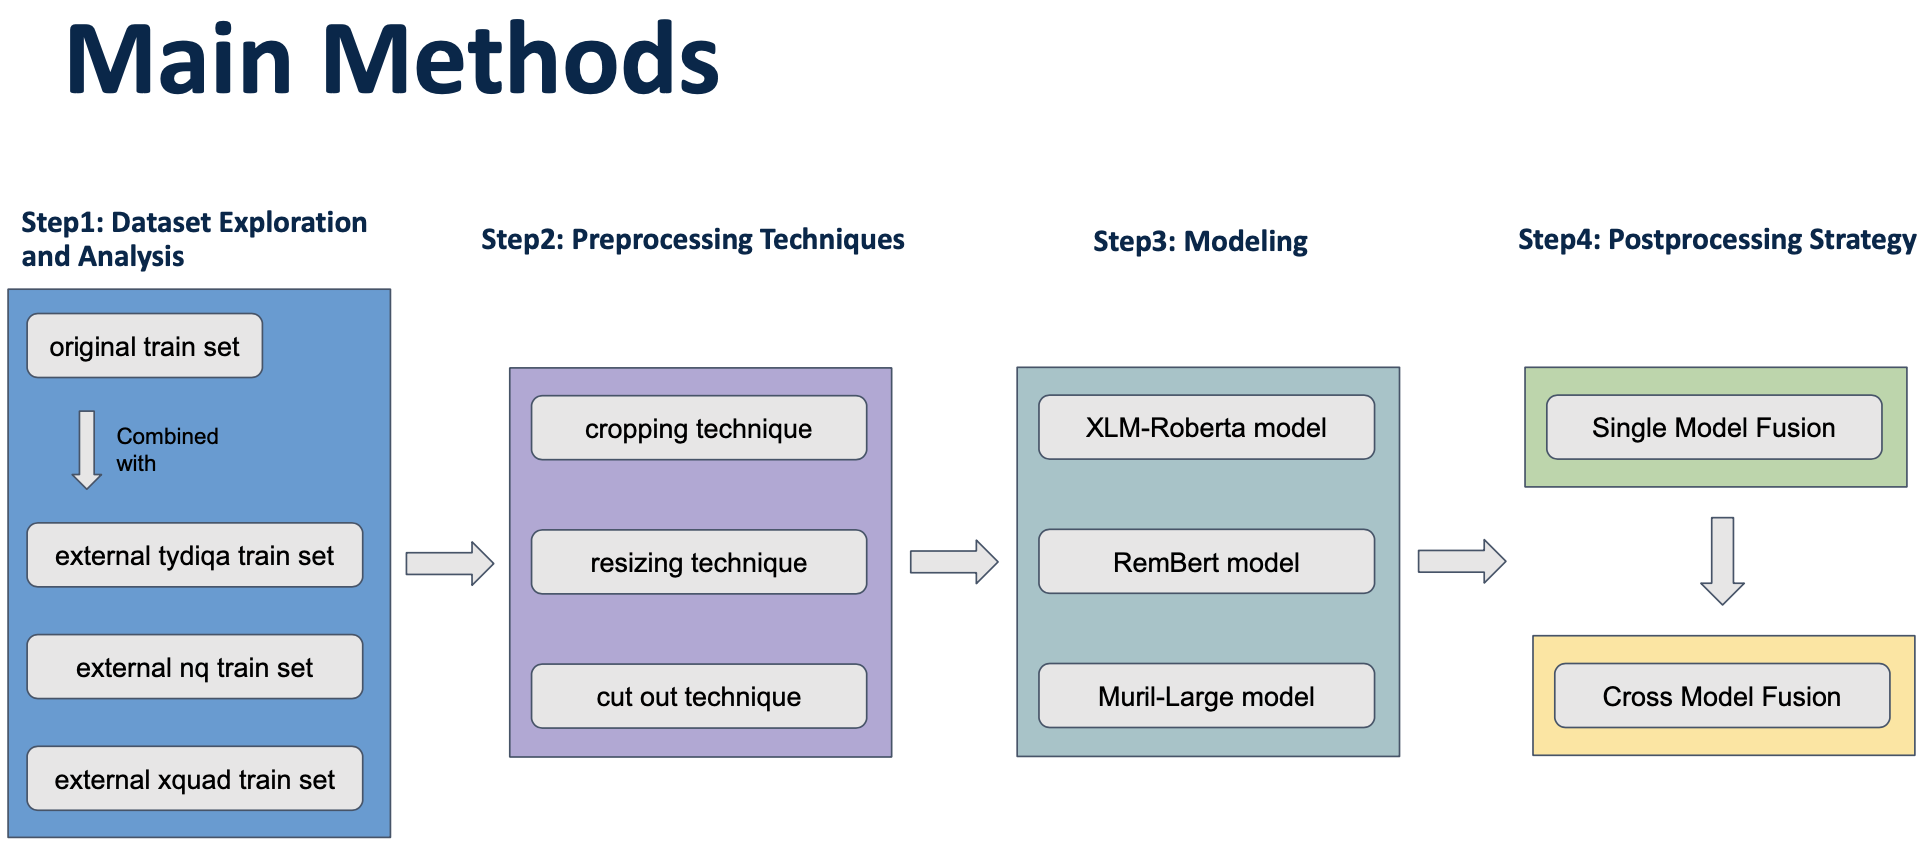 Main Methods
Step1: Dataset Exploration
and Analysis
original train set
Combined
with
external tydiqa train set
external nq train set
external xquad train set
Step2: Preprocessing Techniques
cropping technique
resizing technique
cut out technique
Step3: Modeling
XLM-Roberta model
RemBert model
Muril-Large model
Step4: Postprocessing Strategy
Single Model Fusion
Cross Model Fusion